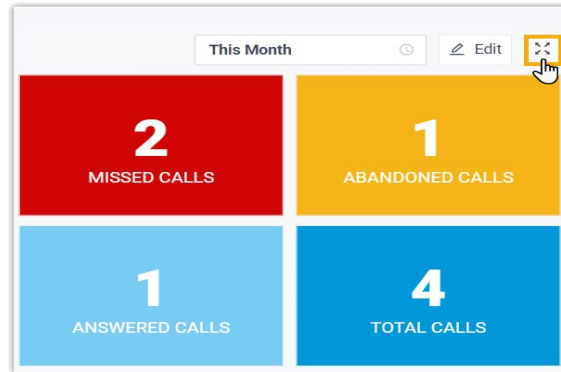 This Month Edit
2 1
MISSED CALLS ABANDONED CALLS
1 4
ANSWERED CALLS TOTAL CALLS